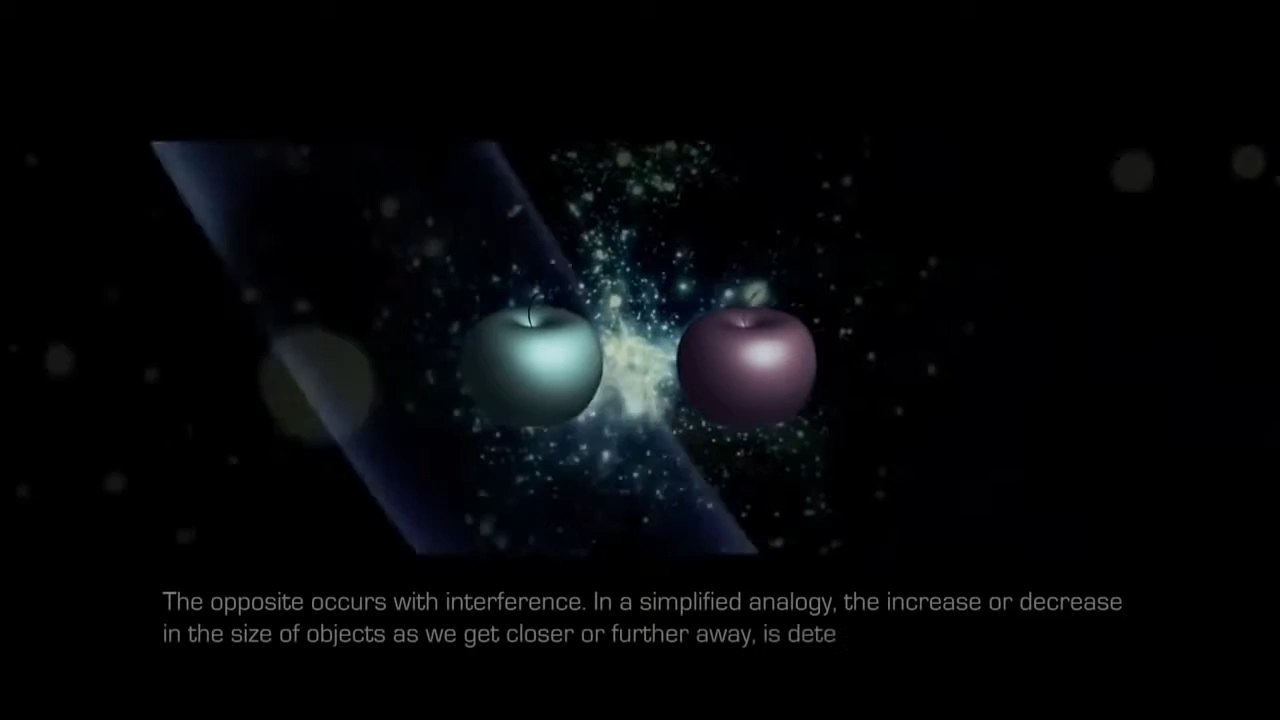 The opposite occurs with interference. In a simplified analogy, the increase or decrease
in the size of objects as we get closer or further away, is dete